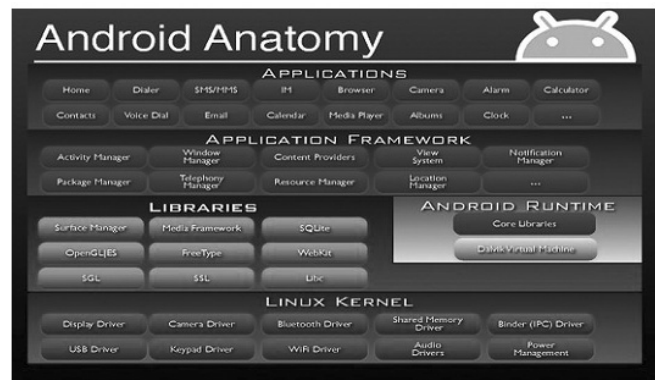 Android Anatomy
APPLICATIONS
Home Dialer SMS/MMS IM Browser Camera Alarm Calculator
Contacts Voice Dial Email Calendar Media Player Albums Clock ...
APPLICATION FRAMEWORK
Activity Manager Window Manager Content Providers View System Notification Manager
Package Manager Telephony Manager Resource Manager Location Manager ...
LIBRARIES
Surface Manager Media Framework SQLite
OpenGL|ES FreeType WebKit
SGL SSL Libc
ANDROID RUNTIME
Core Libraries
Dalvik Virtual Machine
LINUX KERNEL
Display Driver Camera Driver Bluetooth Driver Shared Memory Driver Binder (IPC) Driver
USB Driver Keypad Driver WiFi Driver Audio Drivers Power Management